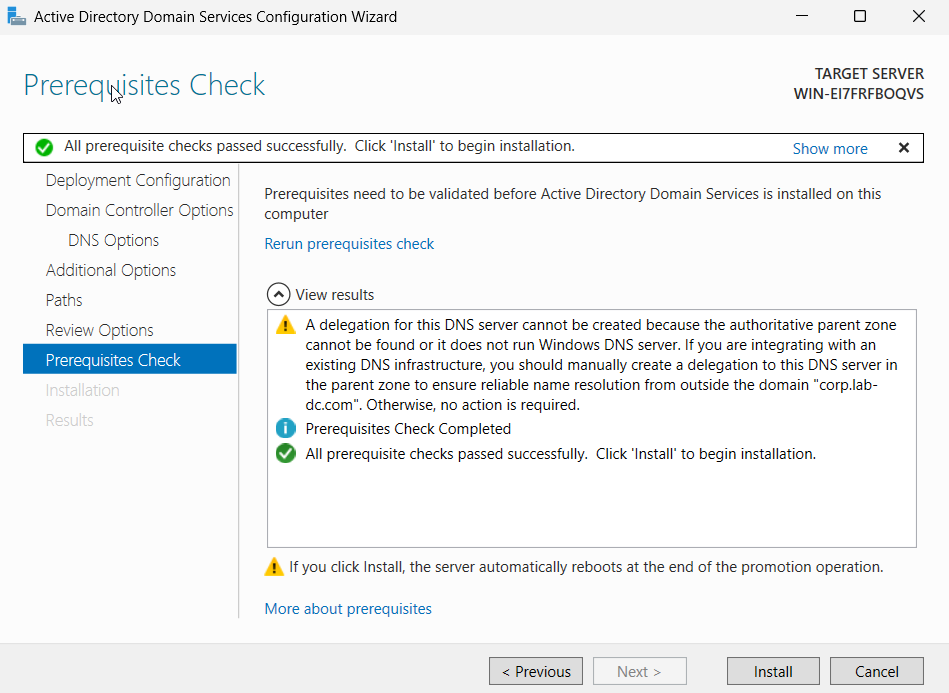 Active Directory Domain Services Configuration Wizard
Prerequisites Check
TARGET SERVER
WIN-EI7FRFBOQVS
All prerequisite checks passed successfully.  Click 'Install' to begin installation.
Show more
Deployment Configuration
Domain Controller Options
DNS Options
Additional Options
Paths
Review Options
Prerequisites Check
Installation
Results
Prerequisites need to be validated before Active Directory Domain Services is installed on this
computer
Rerun prerequisites check
View results
A delegation for this DNS server cannot be created because the authoritative parent zone
cannot be found or it does not run Windows DNS server. If you are integrating with an
existing DNS infrastructure, you should manually create a delegation to this DNS server in
the parent zone to ensure reliable name resolution from outside the domain "corp.lab-
dc.com". Otherwise, no action is required.
Prerequisites Check Completed
All prerequisite checks passed successfully.  Click 'Install' to begin installation.
If you click Install, the server automatically reboots at the end of the promotion operation.
More about prerequisites
< Previous
Next >
Install
Cancel